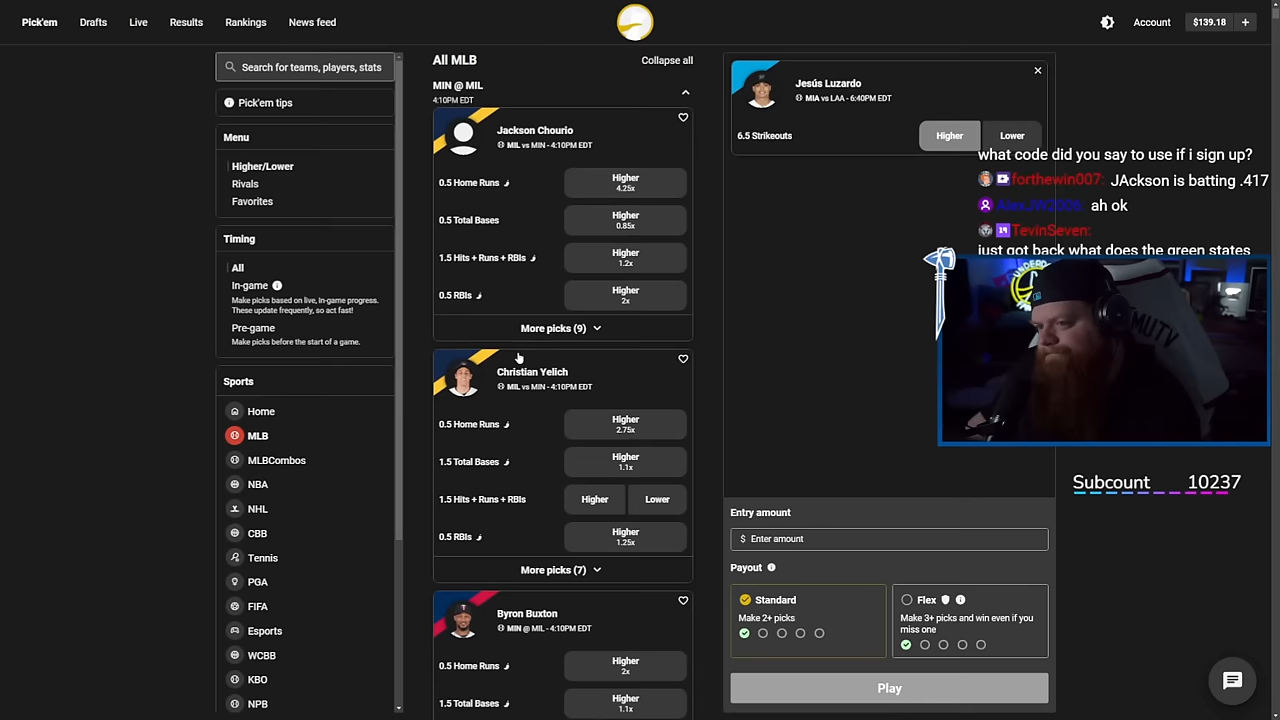 Pick'em
Drafts
Live
Results
Rankings
News feed
Account
$139.18
+
Search for teams, players, stats
Pick'em tips
Menu
Higher/Lower
Rivals
Favorites
Timing
All
In-game
Make picks based on live, in-game progress.
These update frequently, so act fast!
Pre-game
Make picks before the start of a game.
Sports
Home
MLB
MLBCombos
NBA
NHL
CBB
Tennis
PGA
FIFA
Esports
WCBB
KBO
NPB
All MLB
Collapse all
MIN @ MIL
4:10PM EDT
Jackson Chourio
MIL vs MIN - 4:10PM EDT
0.5 Home Runs
Higher
4.25x
0.5 Total Bases
Higher
0.85x
1.5 Hits + Runs + RBIs
Higher
1.2x
0.5 RBIs
Higher
2x
More picks (9)
Christian Yelich
MIL vs MIN - 4:10PM EDT
0.5 Home Runs
Higher
2.75x
1.5 Total Bases
Higher
1.1x
1.5 Hits + Runs + RBIs
Higher
Lower
0.5 RBIs
Higher
1.25x
More picks (7)
Byron Buxton
MIN @ MIL - 4:10PM EDT
0.5 Home Runs
Higher
2x
1.5 Total Bases
Higher
1.1x
Jesús Luzardo
MIA vs LAA - 6:40PM EDT
6.5 Strikeouts
Higher
Lower
Entry amount
$ Enter amount
Payout
Standard
Make 2+ picks
Flex
Make 3+ picks and win even if you
miss one
Play
what code did you say to use if i sign up?
forthewin007: JAckson is batting .417
AlexJW2006: ah ok
TevinSeven:
just got back what does the green states
Subcount 10237